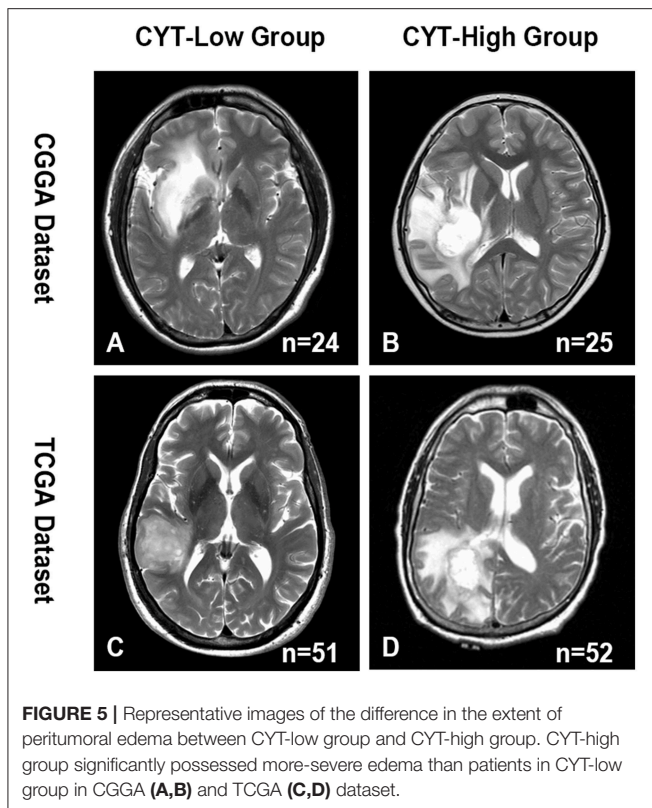 CYT-Low Group
CYT-High Group
CGGA Dataset
A
n=24
B
n=25
TCGA Dataset
C
n=51
D
n=52
FIGURE 5 | Representative images of the difference in the extent of
peritumoral edema between CYT-low group and CYT-high group. CYT-high
group significantly possessed more-severe edema than patients in CYT-low
group in CGGA (A,B) and TCGA (C,D) dataset.